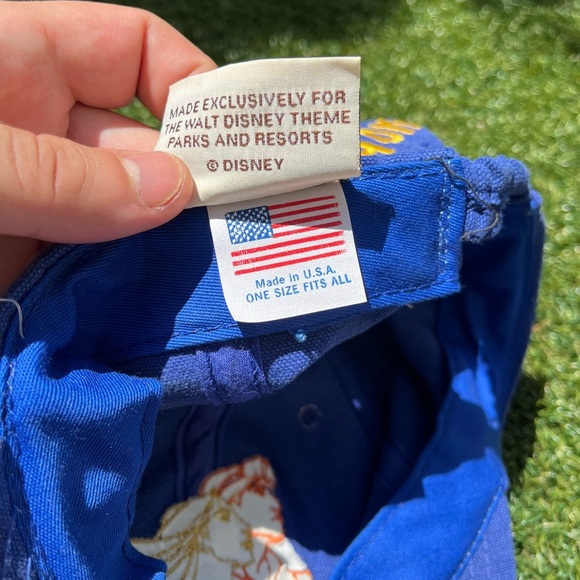 MADE EXCLUSIVELY FOR
THE WALT DISNEY THEME
PARKS AND RESORTS
© DISNEY
Made in U.S.A.
ONE SIZE FITS ALL